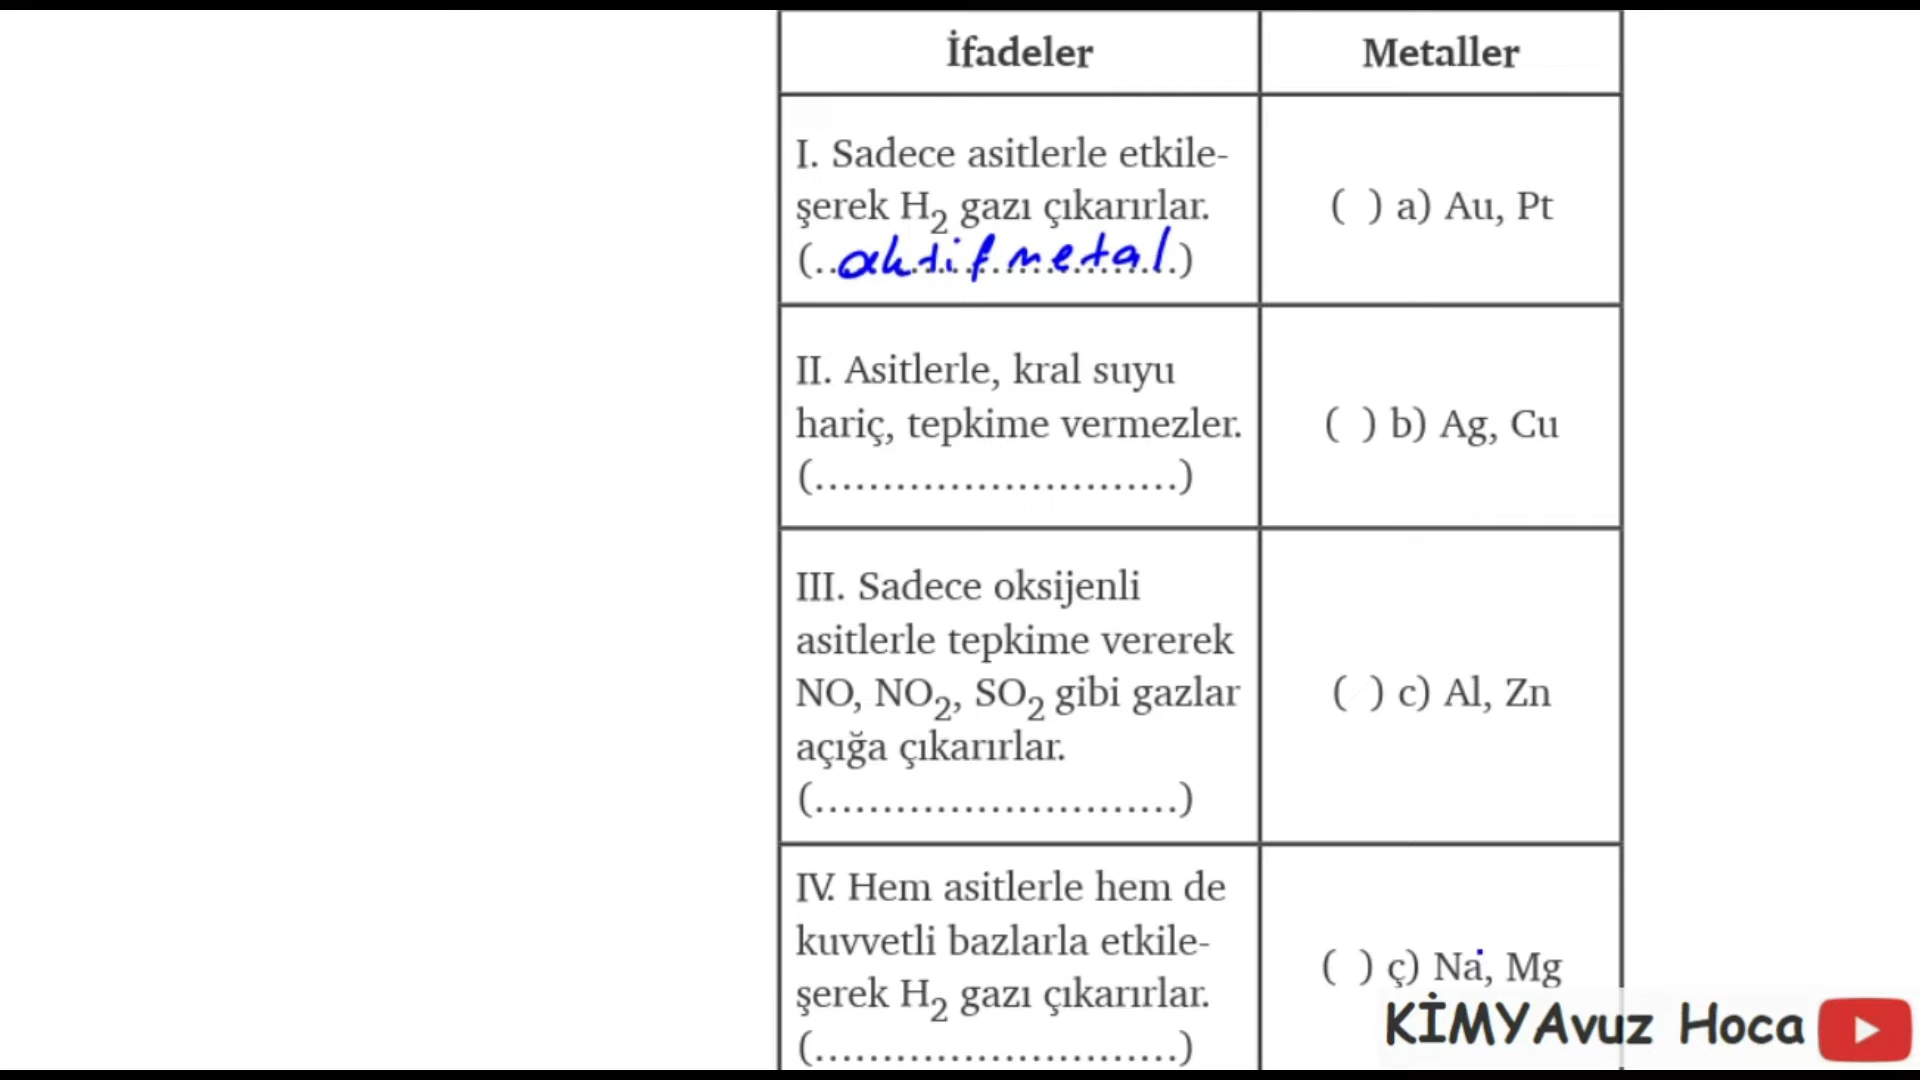 İfadeler
Metaller
I. Sadece asitlerle etkile-
şerek H₂ gazı çıkarırlar.
(..aktif metal.)
( ) a) Au, Pt
II. Asitlerle, kral suyu
hariç, tepkime vermezler.
(...........................)
( ) b) Ag, Cu
III. Sadece oksijenli
asitlerle tepkime vererek
NO, NO₂, SO₂ gibi gazlar
açığa çıkarırlar.
(...........................)
( ) c) Al, Zn
IV. Hem asitlerle hem de
kuvvetli bazlarla etkile-
şerek H₂ gazı çıkarırlar.
(...........................)
( ) ç) Na, Mg
KİMYAvuz Hoca